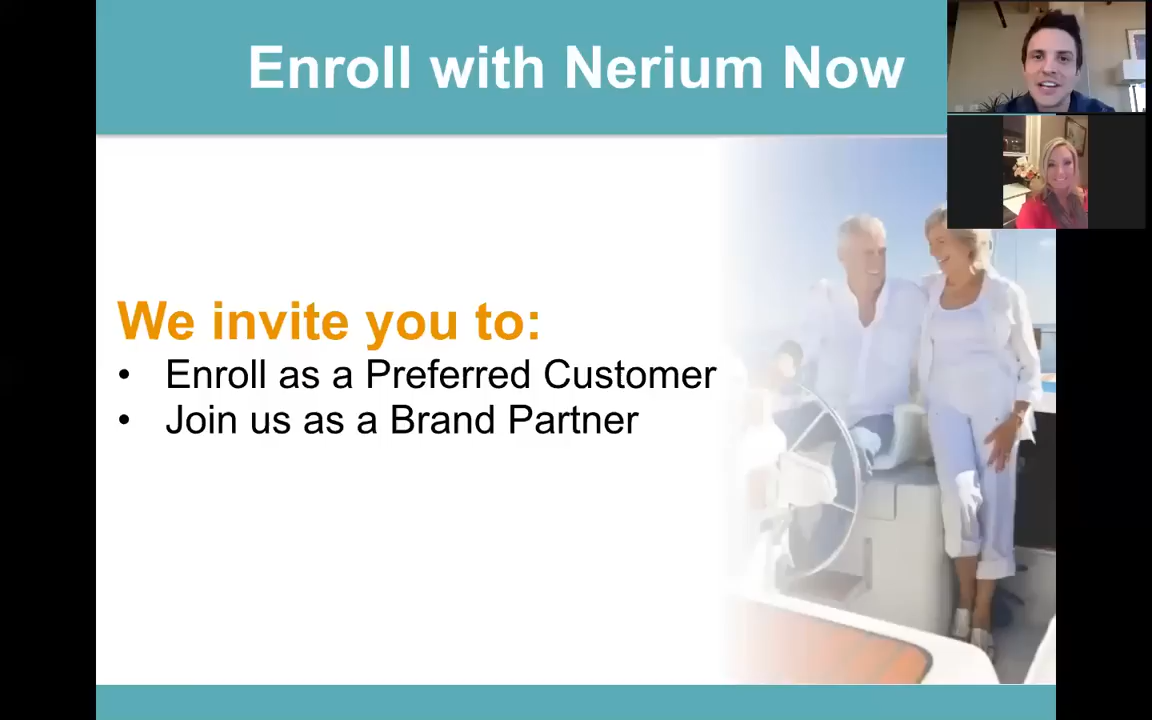 Enroll with Nerium Now
We invite you to:
• Enroll as a Preferred Customer
• Join us as a Brand Partner